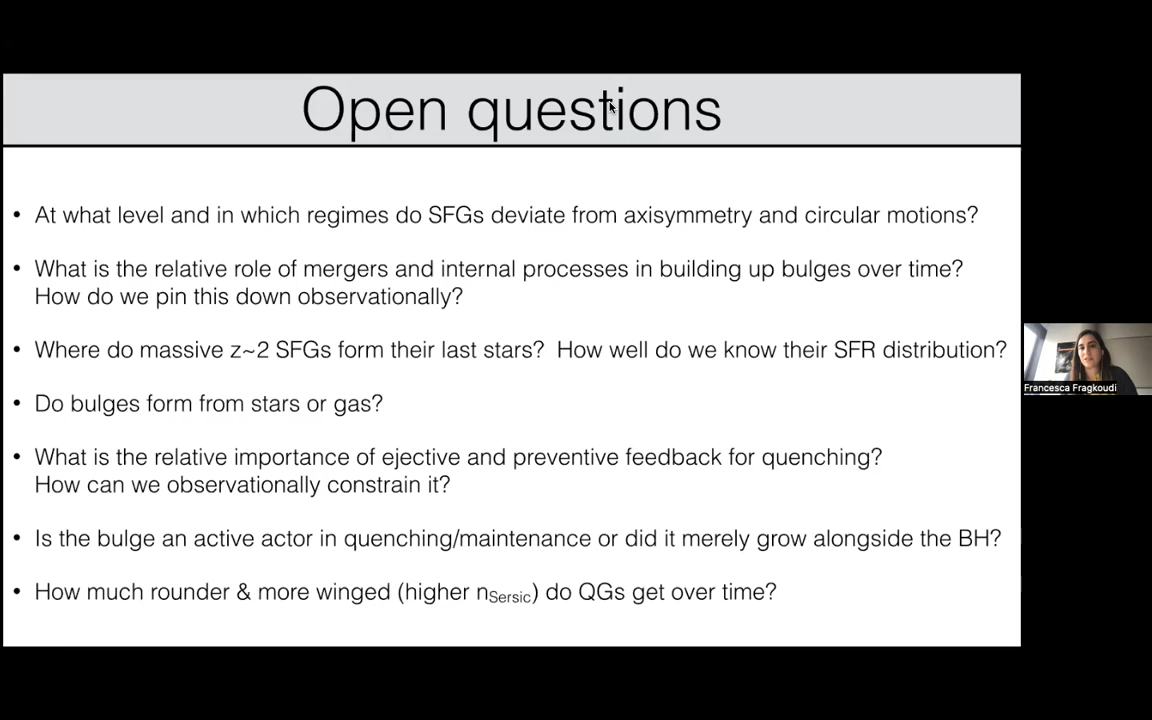 Open questions
• At what level and in which regimes do SFGs deviate from axisymmetry and circular motions?
• What is the relative role of mergers and internal processes in building up bulges over time?
How do we pin this down observationally?
• Where do massive z~2 SFGs form their last stars? How well do we know their SFR distribution?
• Do bulges form from stars or gas?
• What is the relative importance of ejective and preventive feedback for quenching?
How can we observationally constrain it?
• Is the bulge an active actor in quenching/maintenance or did it merely grow alongside the BH?
• How much rounder & more winged (higher nSersic) do QGs get over time?
Francesca Fragkoudi